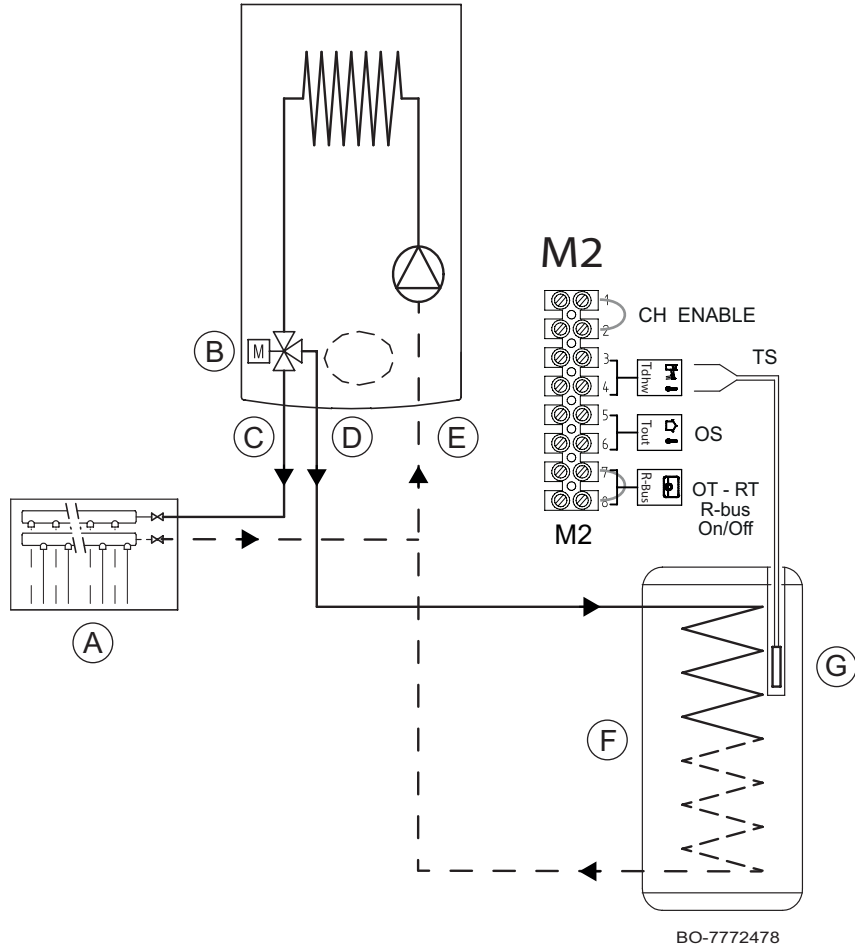 M2
1
CH ENABLE
2
3
Tdhw
TS
4
5
Tout
OS
6
7
R-Bus
OT - RT
R-bus
On/Off
8
M2
B
M
C
D
E
A
G
F
BO-7772478